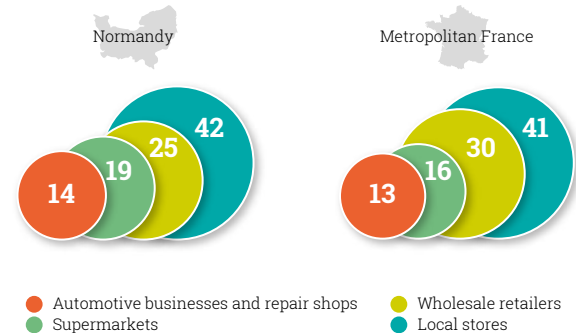 Normandy
Metropolitan France
14
19
25
42
13
16
30
41
Automotive businesses and repair shops
Supermarkets
Wholesale retailers
Local stores